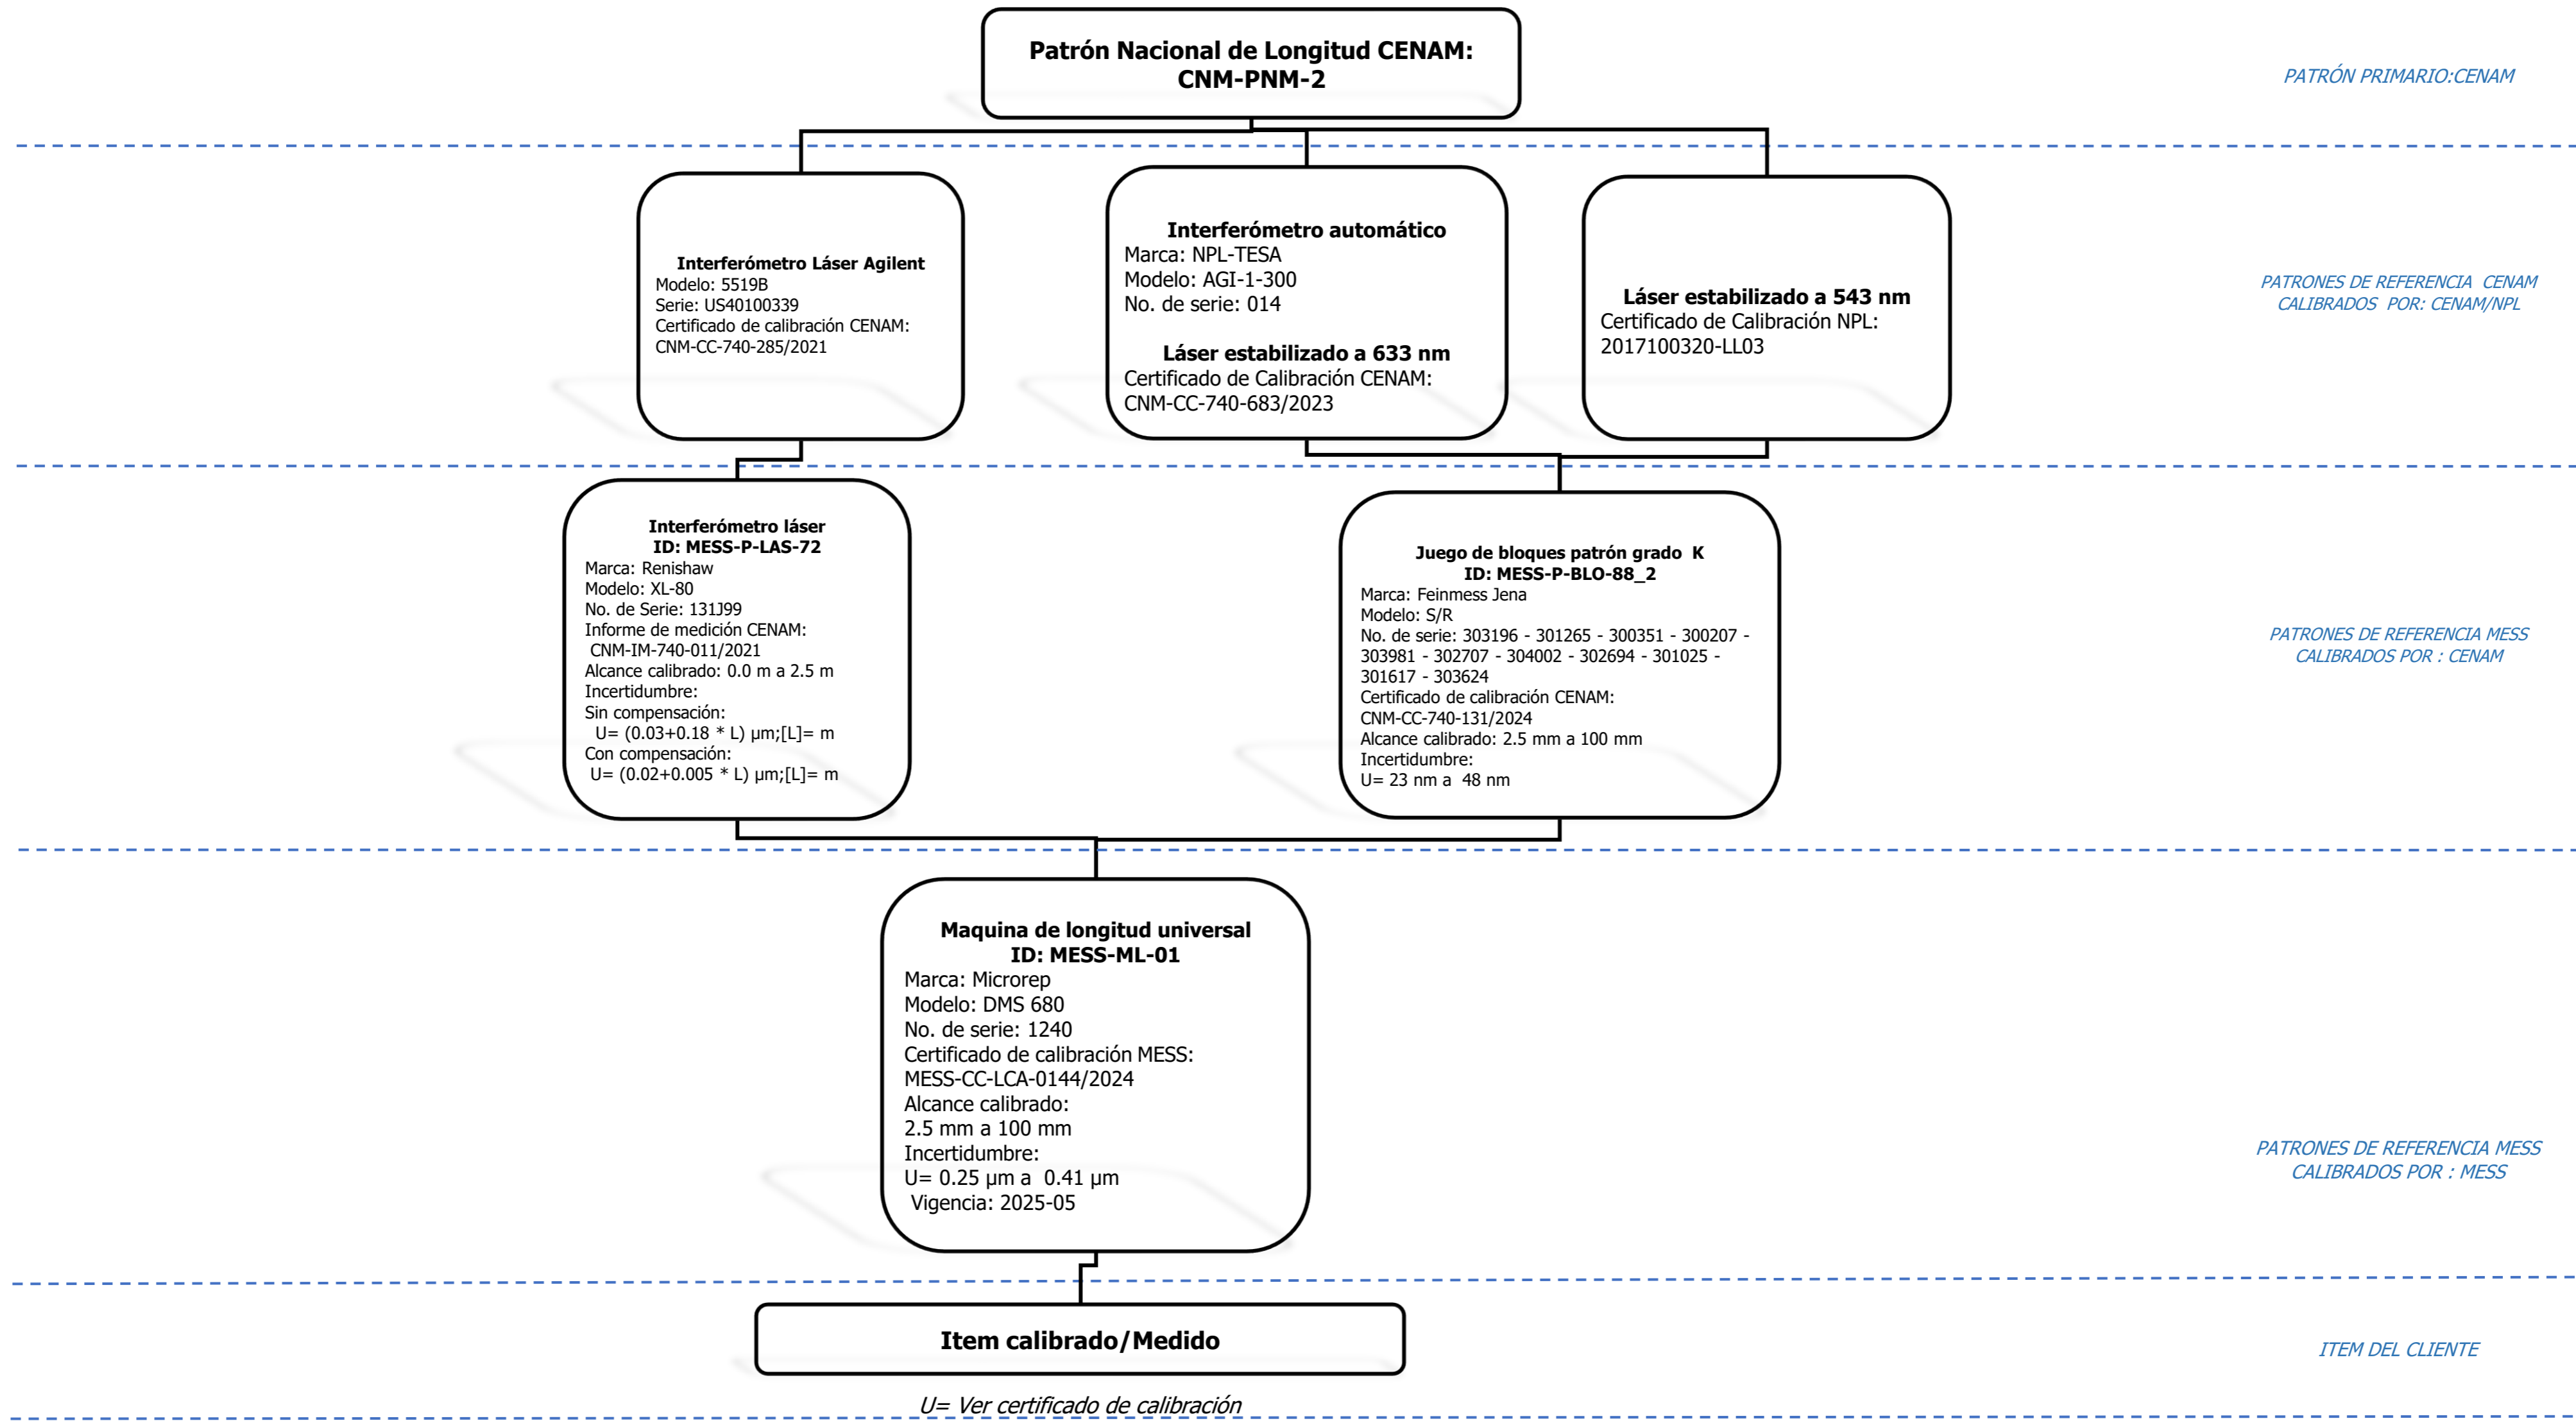 Patrón Nacional de Longitud CENAM:
CNM-PNM-2
PATRÓN PRIMARIO:CENAM
Interferómetro Láser Agilent
Modelo: 5519B
Serie: US40100339
Certificado de calibración CENAM:
CNM-CC-740-285/2021
Interferómetro automático
Marca: NPL-TESA
Modelo: AGI-1-300
No. de serie: 014
Láser estabilizado a 633 nm
Certificado de Calibración CENAM:
CNM-CC-740-683/2023
Láser estabilizado a 543 nm
Certificado de Calibración NPL:
2017100320-LL03
PATRONES DE REFERENCIA CENAM
CALIBRADOS POR: CENAM/NPL
Interferómetro láser
ID: MESS-P-LAS-72
Marca: Renishaw
Modelo: XL-80
No. de Serie: 131J99
Informe de medición CENAM:
CNM-IM-740-011/2021
Alcance calibrado: 0.0 m a 2.5 m
Incertidumbre:
Sin compensación:
U= (0.03+0.18 * L) µm;[L]= m
Con compensación:
U= (0.02+0.005 * L) µm;[L]= m
Juego de bloques patrón grado K
ID: MESS-P-BLO-88_2
Marca: Feinmess Jena
Modelo: S/R
No. de serie: 303196 - 301265 - 300351 - 300207 -
303981 - 302707 - 304002 - 302694 - 301025 -
301617 - 303624
Certificado de calibración CENAM:
CNM-CC-740-131/2024
Alcance calibrado: 2.5 mm a 100 mm
Incertidumbre:
U= 23 nm a 48 nm
PATRONES DE REFERENCIA MESS
CALIBRADOS POR : CENAM
Maquina de longitud universal
ID: MESS-ML-01
Marca: Microrep
Modelo: DMS 680
No. de serie: 1240
Certificado de calibración MESS:
MESS-CC-LCA-0144/2024
Alcance calibrado:
2.5 mm a 100 mm
Incertidumbre:
U= 0.25 µm a 0.41 µm
Vigencia: 2025-05
PATRONES DE REFERENCIA MESS
CALIBRADOS POR : MESS
Item calibrado/Medido
ITEM DEL CLIENTE
U= Ver certificado de calibración